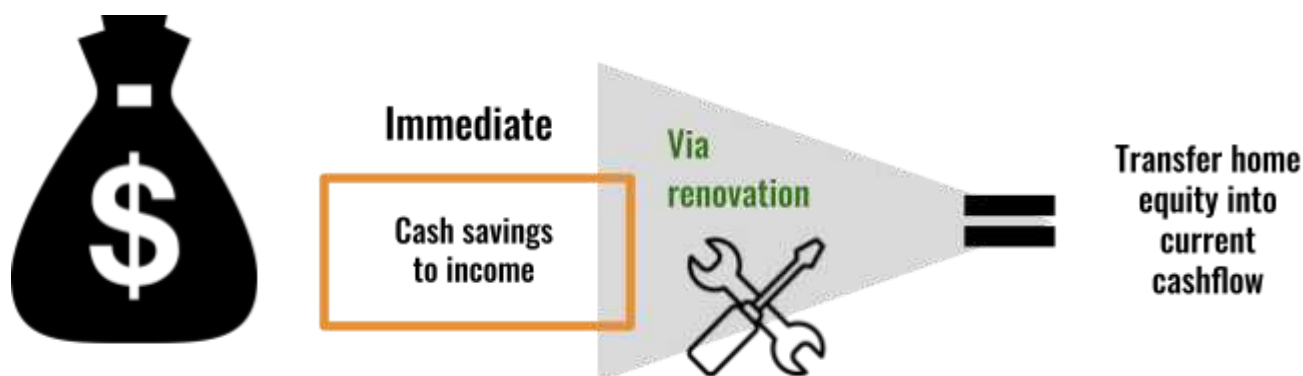 $
Immediate
Cash savings
to income
Via
renovation
Transfer home
equity into
current
cashflow